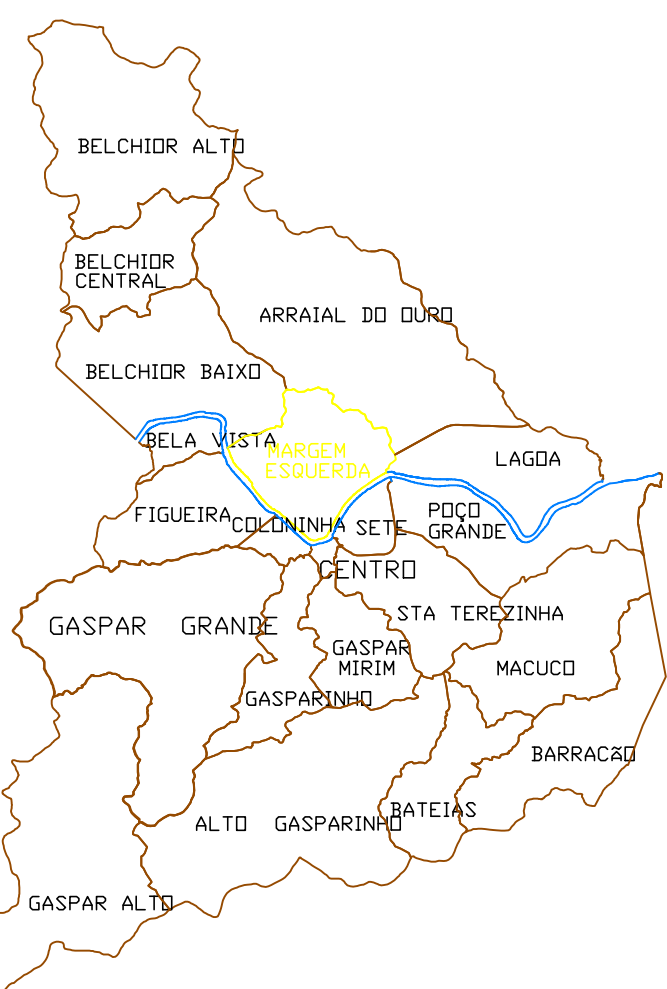 BELCHIOR ALTO
BELCHIOR
CENTRAL
ARRAIAL DO OURO
BELCHIOR BAIXO
BELA VISTA
MARGEM
ESQUERDA
LAGOA
FIGUEIRA
COLONINHA
SETE
POÇO
GRANDE
CENTRO
STA TEREZINHA
GASPAR GRANDE
GASPAR
MIRIM
MACUCO
GASPARINHO
BARRACÃO
BATEIAS
ALTO GASPARINHO
GASPAR ALTO